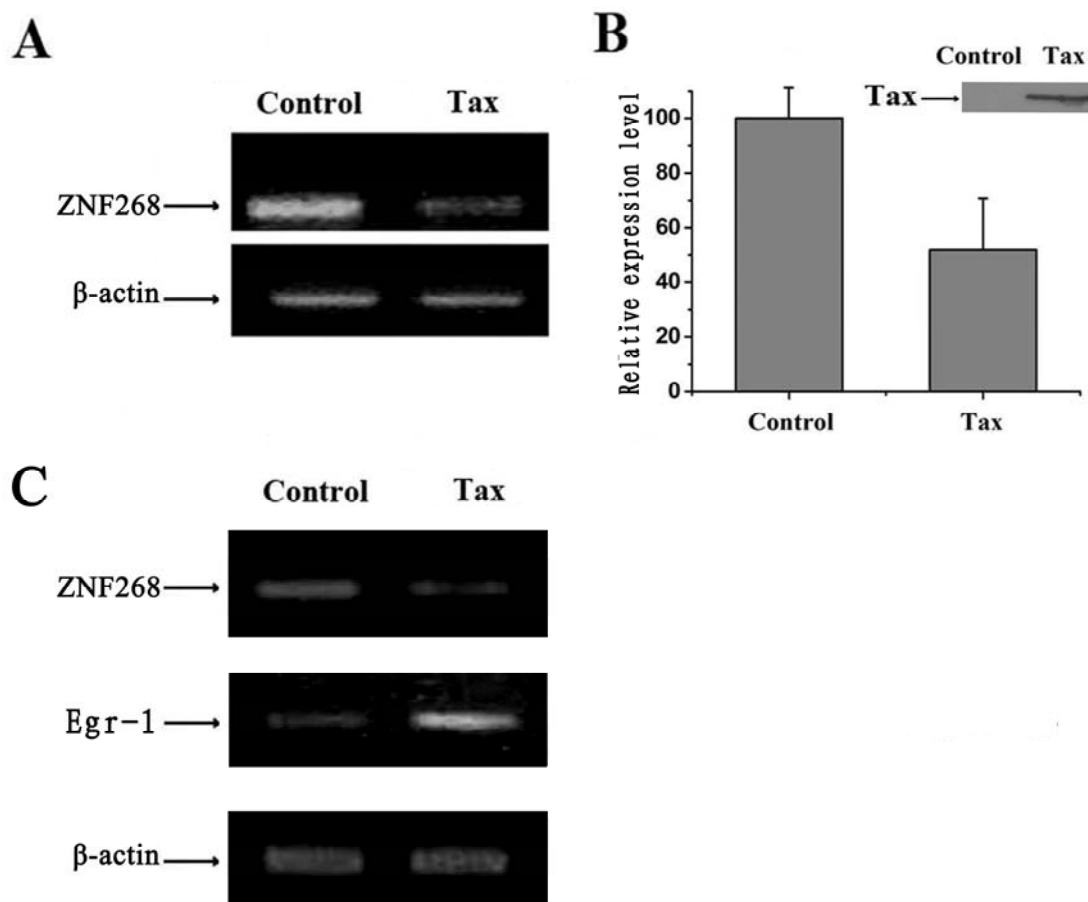 A
Control Tax
ZNF268
β-actin
B
Control Tax
Tax
Relative expression level
100
80
60
40
20
0
Control Tax
C
Control Tax
ZNF268
Egr-1
β-actin